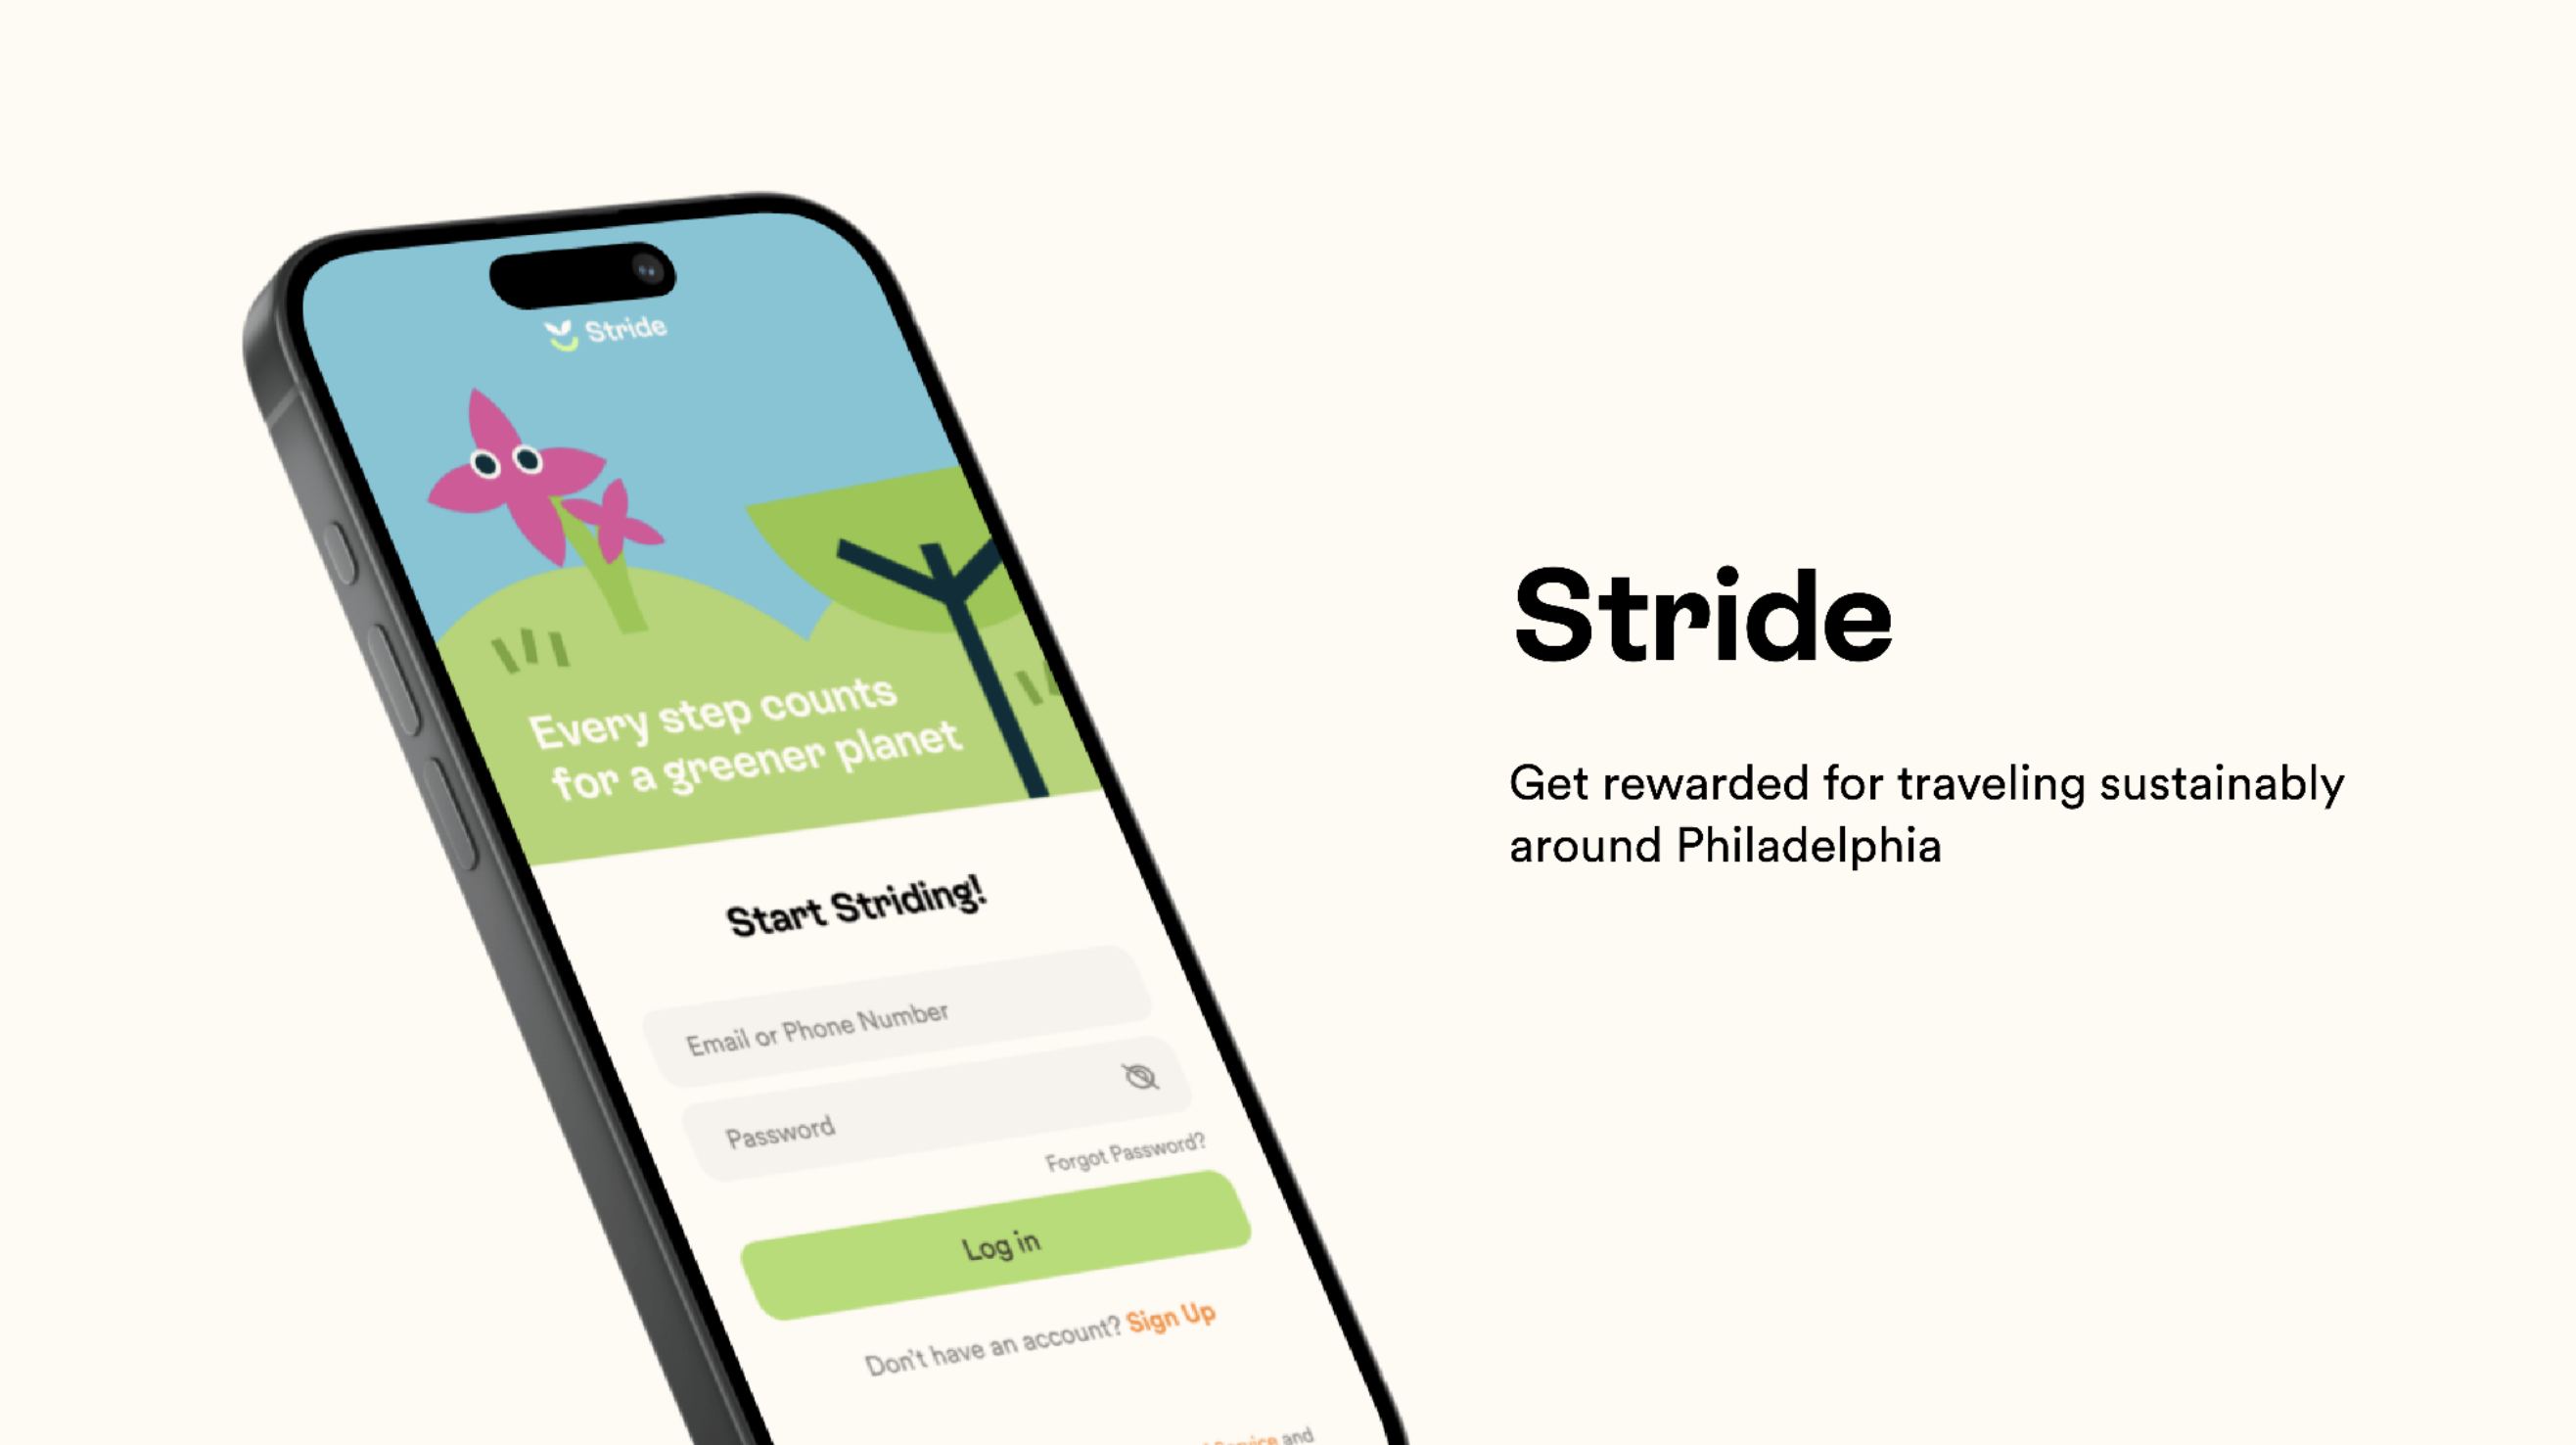 Stride
Every step counts
for a greener planet
Start Striding!
Email or Phone Number
Password
Forgot Password?
Log in
Don't have an account? Sign Up
Service and
Stride
Get rewarded for traveling sustainably
around Philadelphia